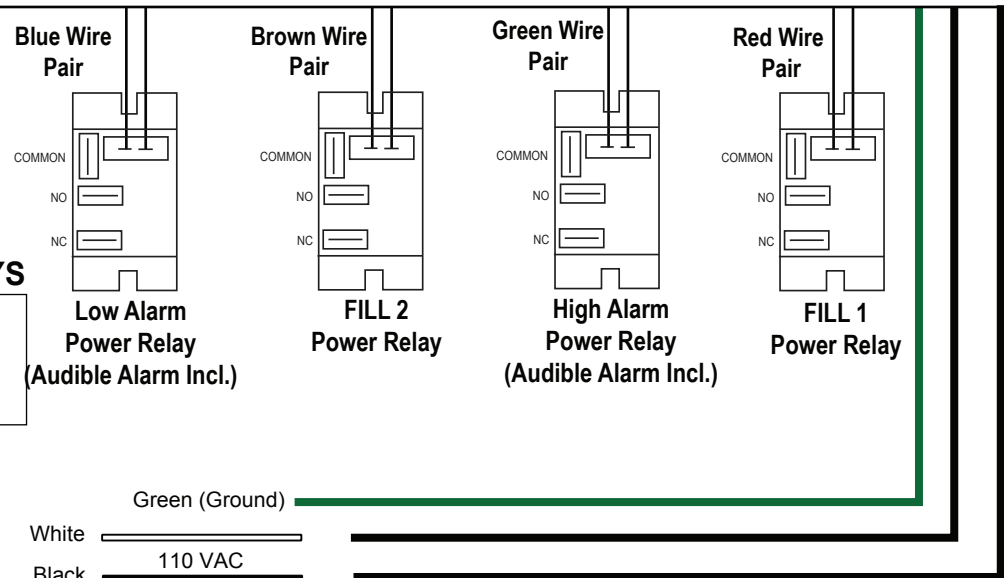 Blue Wire
Pair
COMMON
NO
NC
Low Alarm
Power Relay
(Audible Alarm Incl.)
Brown Wire
Pair
COMMON
NO
NC
FILL 2
Power Relay
Green Wire
Pair
COMMON
NO
NC
High Alarm
Power Relay
(Audible Alarm Incl.)
Red Wire
Pair
COMMON
NO
NC
FILL 1
Power Relay
Green (Ground)
White
110 VAC
Black